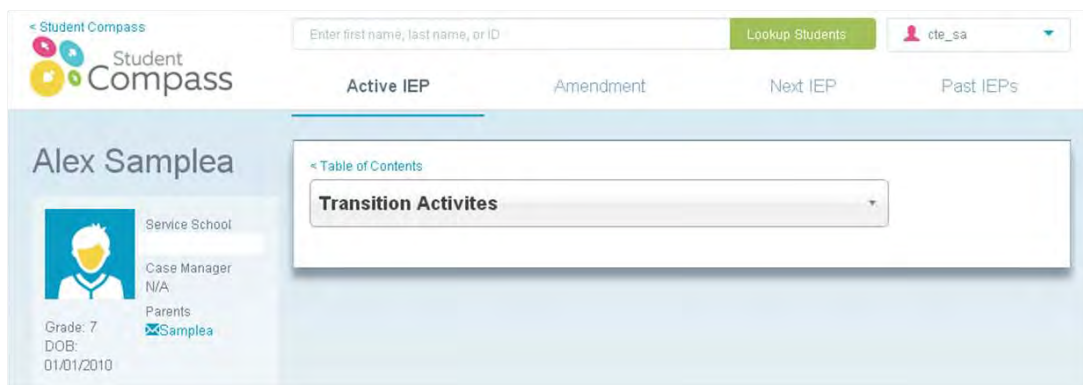 < Student Compass
Student
Compass
Enter first name, last name, or ID
Lookup Students
cte_sa
Active IEP
Amendment
Next IEP
Past IEPs
Alex Samplea
Service School
Case Manager
N/A
Parents
Samplea
Grade: 7
DOB:
01/01/2010
< Table of Contents
Transition Activites